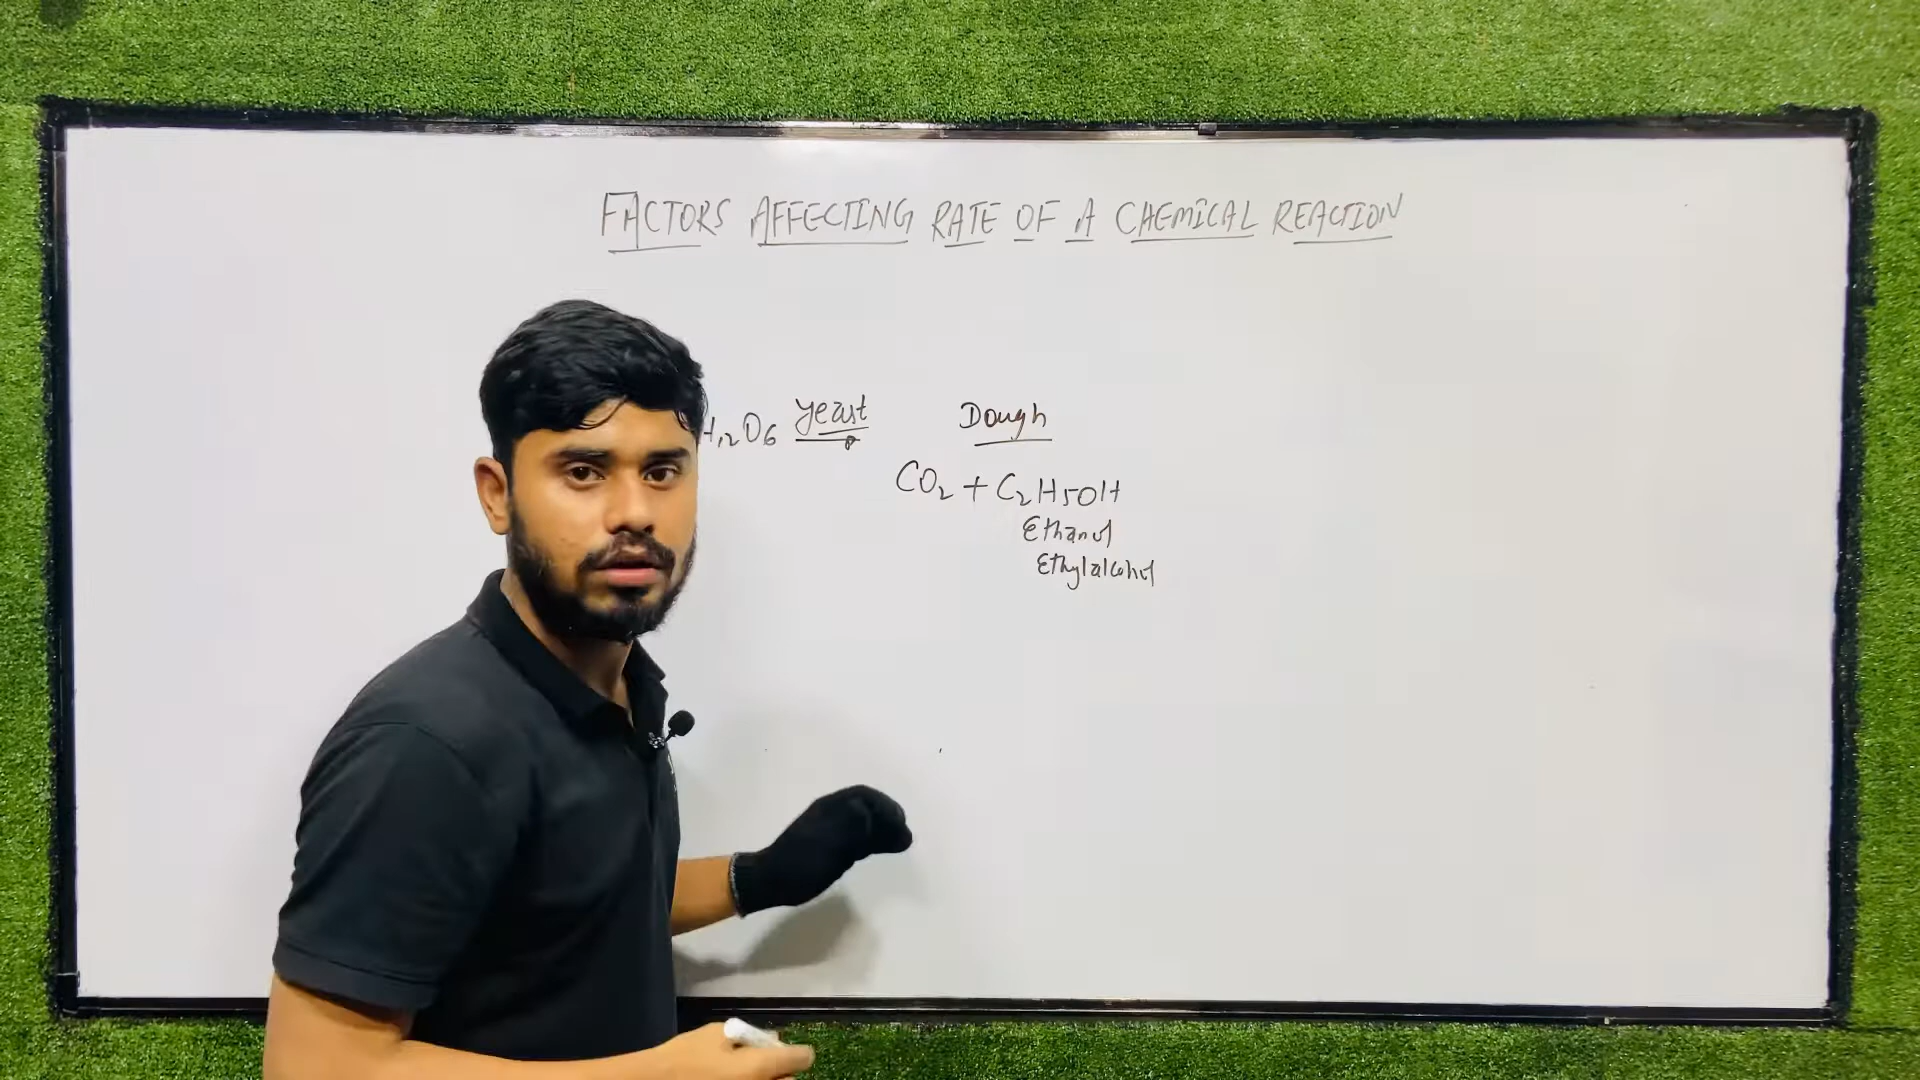 FACTORS AFFECTING RATE OF A CHEMICAL REACTION
H12O6 yeast Dough
CO2 + C2H5OH
Ethanol
Ethylalcohol